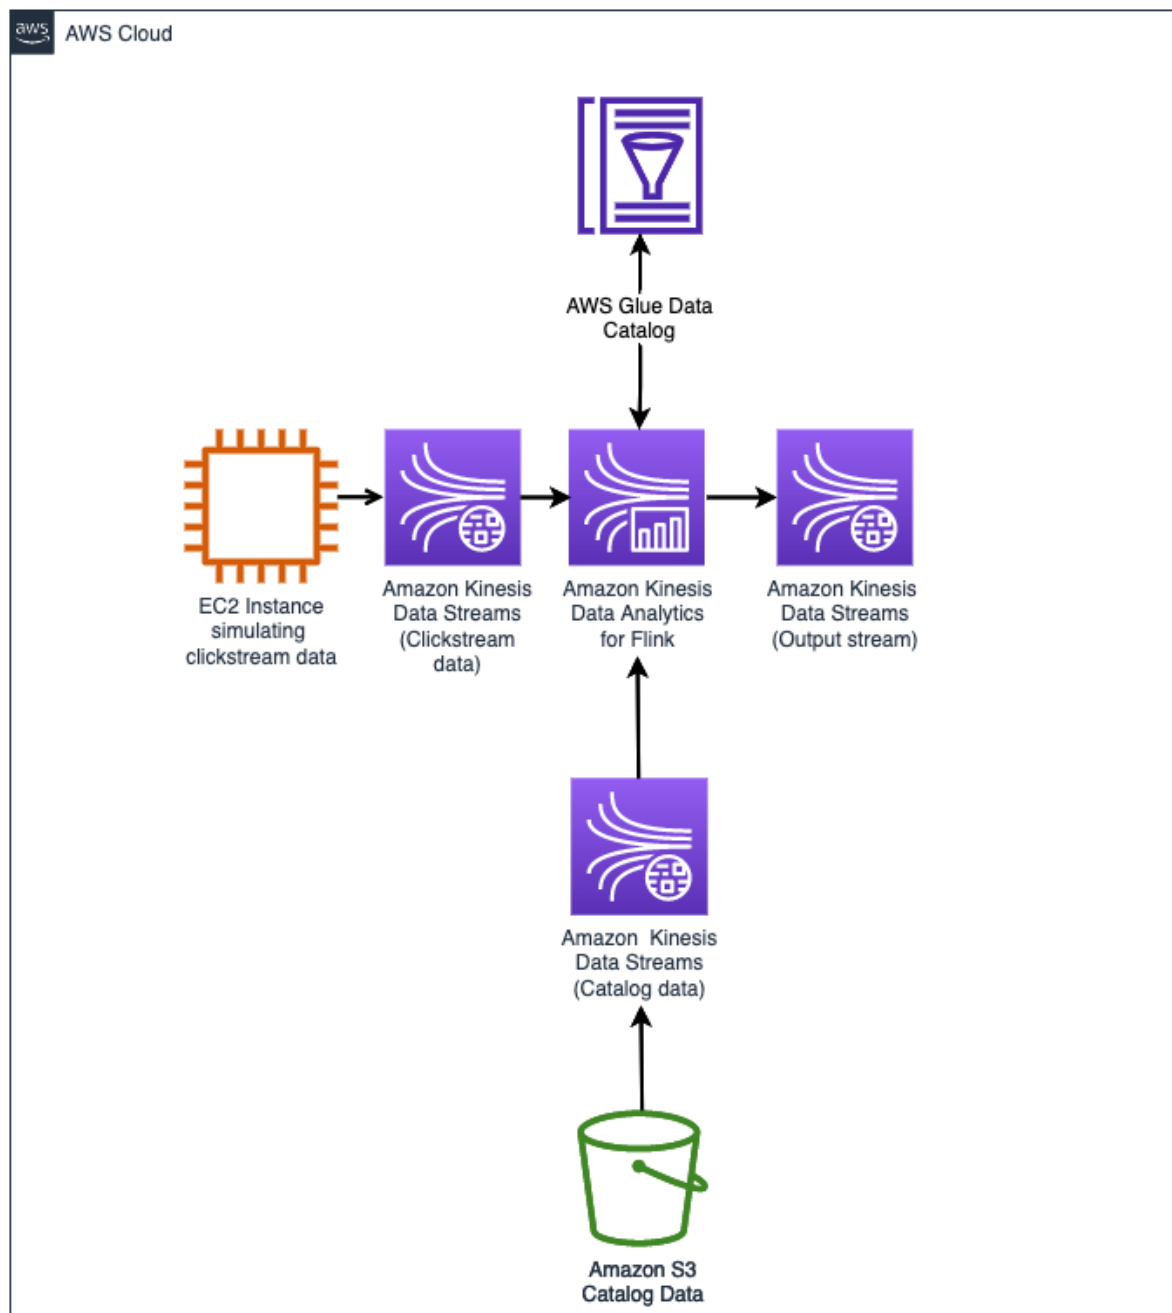 aws
AWS Cloud
AWS Glue Data
Catalog
EC2 Instance
simulating
clickstream data
Amazon Kinesis
Data Streams
(Clickstream
data)
Amazon Kinesis
Data Analytics
for Flink
Amazon Kinesis
Data Streams
(Output stream)
Amazon  Kinesis
Data Streams
(Catalog data)
Amazon S3
Catalog Data